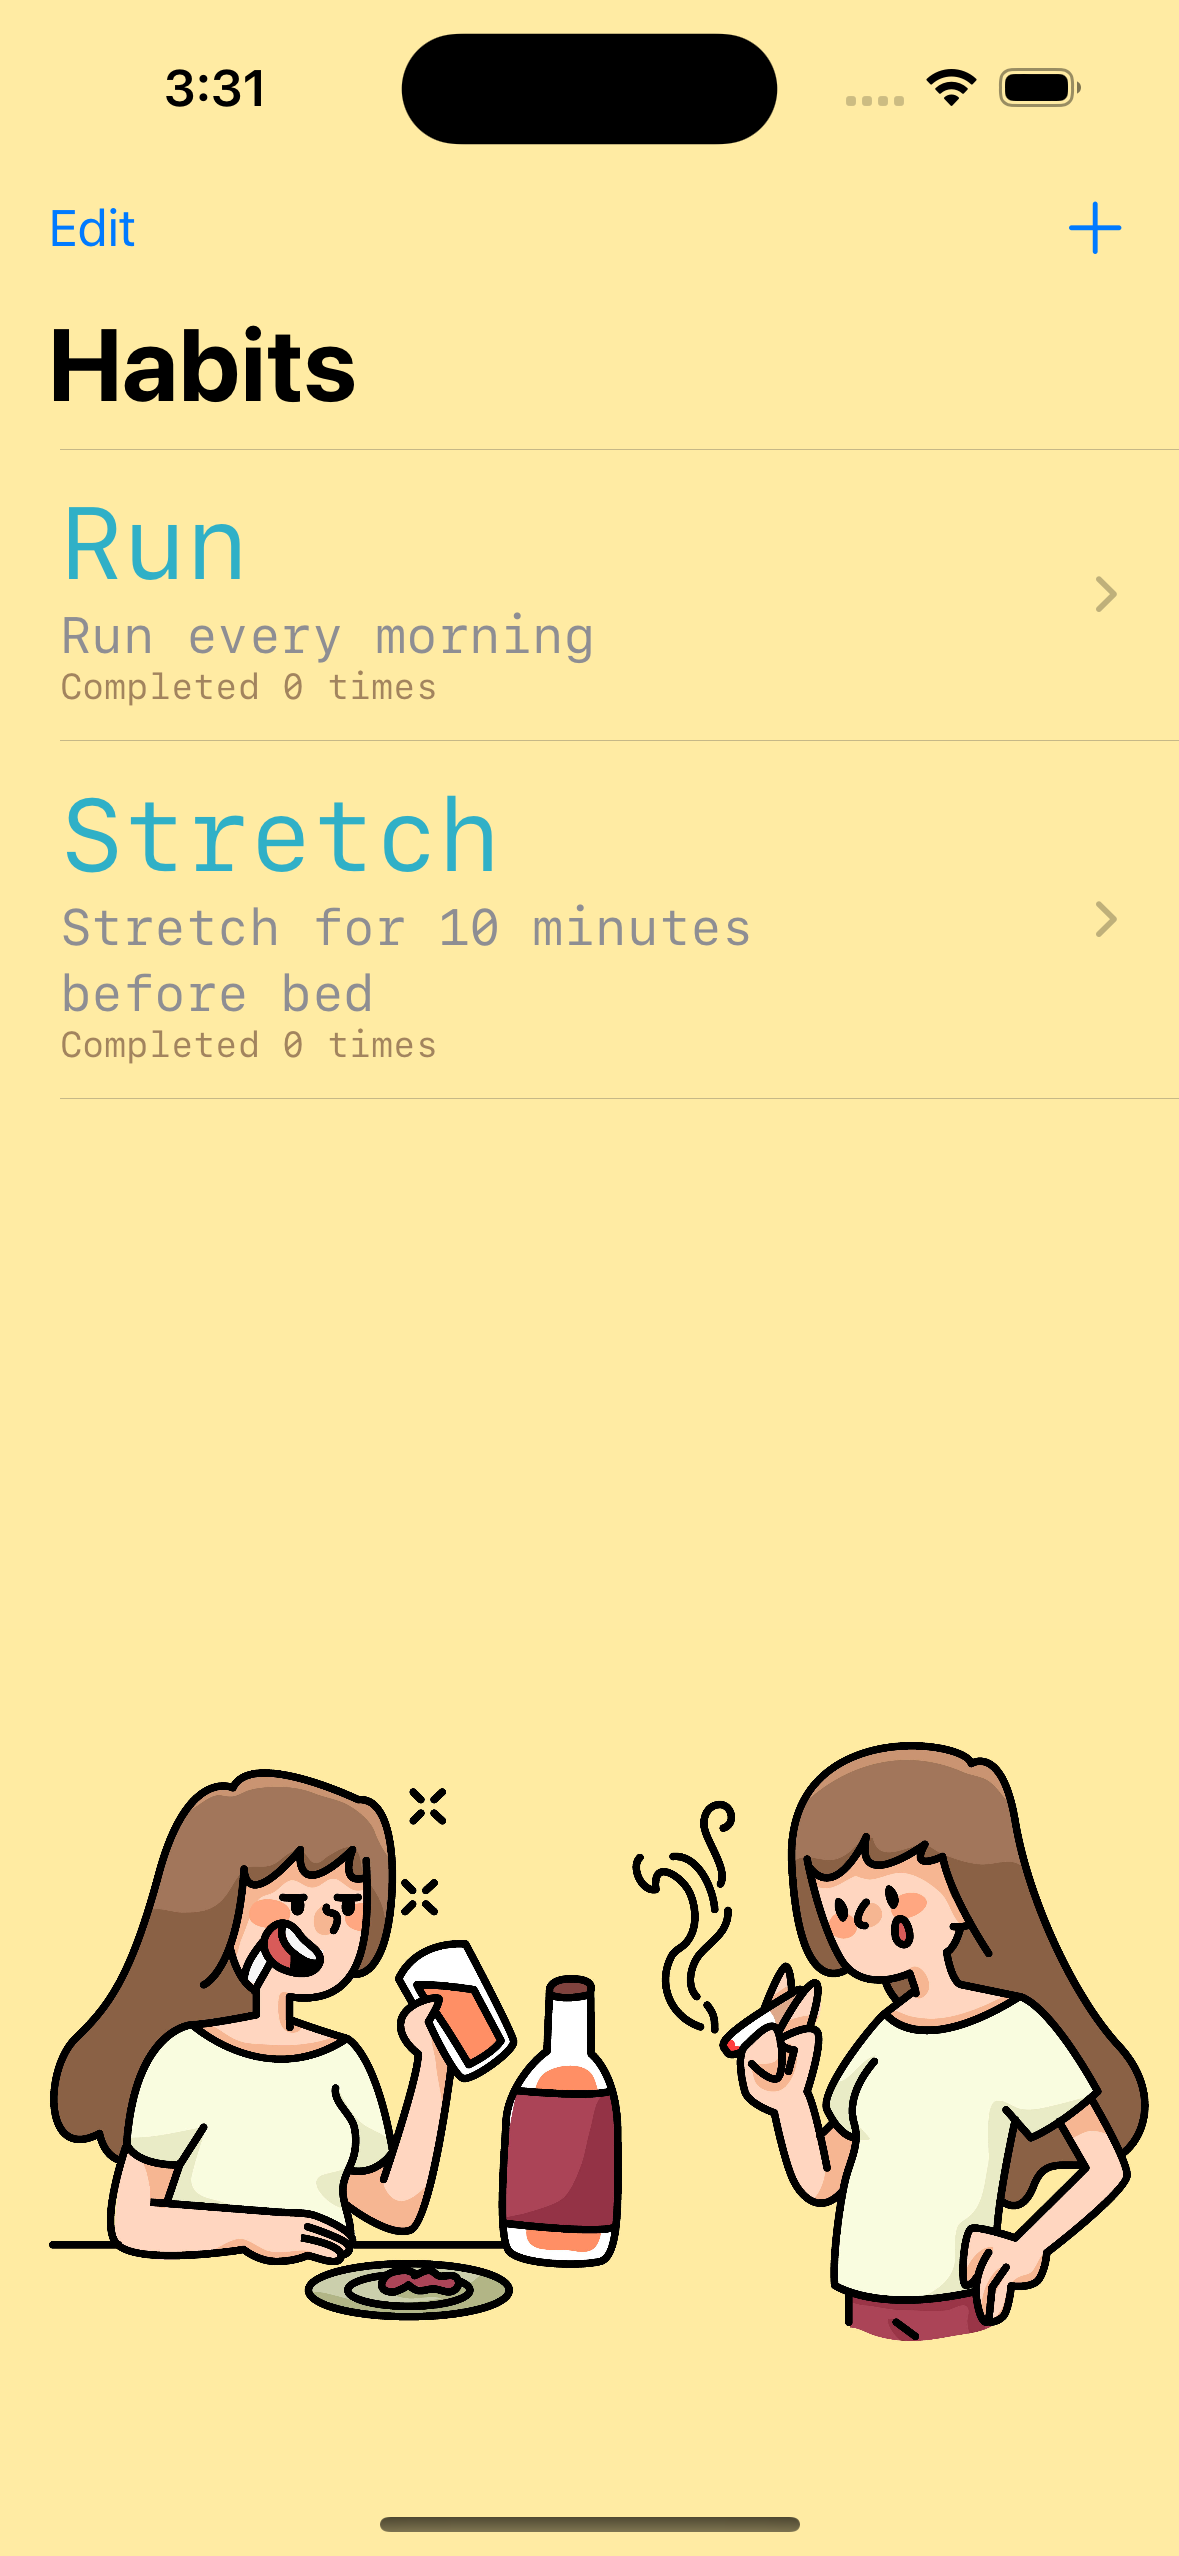 3:31
Edit
Habits
Run
Run every morning
Completed 0 times
Stretch
Stretch for 10 minutes
before bed
Completed 0 times